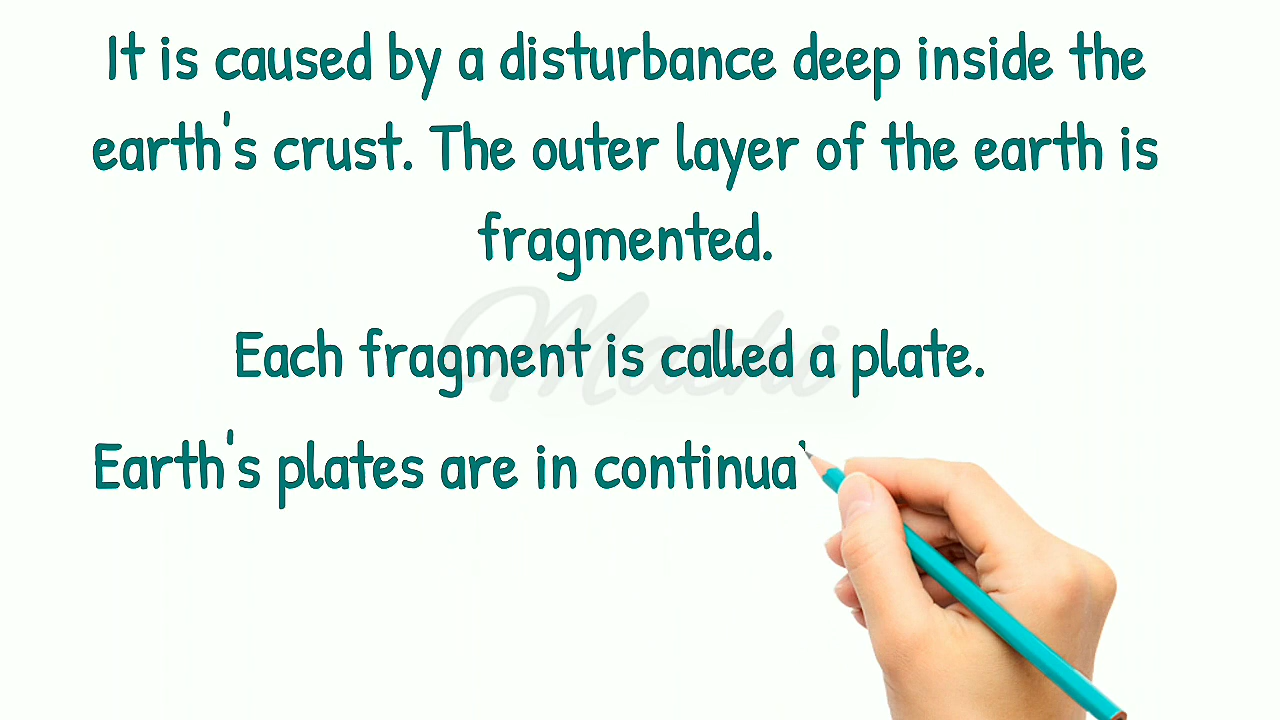 It is caused by a disturbance deep inside the
earth's crust. The outer layer of the earth is
fragmented.
Mathi
Each fragment is called a plate.
Earth's plates are in continua